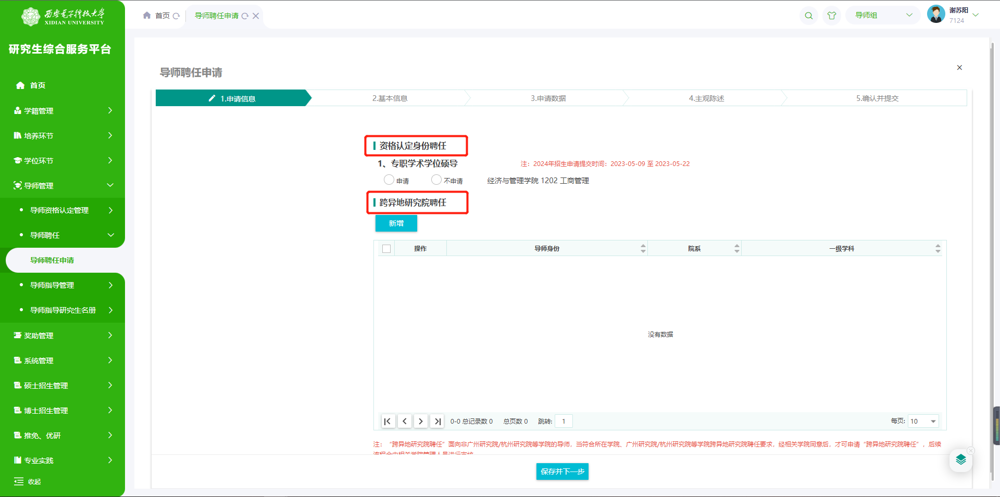 西安电子科技大学
XIDIAN UNIVERSITY
研究生综合服务平台
首页
学籍管理
培养环节
学位环节
导师管理
导师资格认定管理
导师聘任
导师聘任申请
导师指导管理
导师指导研究生名册
奖助管理
系统管理
硕士招生管理
博士招生管理
推免、优研
专业实践
收起
首页
导师聘任申请
导师组
谢苏阳
7124
导师聘任申请
1.申请信息
2.基本信息
3.申请数据
4.主观陈述
5.确认并提交
资格认定身份聘任
1、专职学术学位硕导
注：2024年招生申请提交时间：2023-05-09 至 2023-05-22
申请
不申请
经济与管理学院 1202 工商管理
跨异地研究院聘任
新增
操作
导师身份
院系
一级学科
没有数据
0-0 总记录数 0
总页数 0
跳转:
1
每页:
10
注：“跨异地研究院聘任”面向非广州研究院/杭州研究院等学院的导师，当符合所在学院、广州研究院/杭州研究院等学院跨异地研究院聘任要求，经相关学院同意后，才可申请“跨异地研究院聘任”，后续
流程会由相关学院管理人员进行审核
保存并下一步